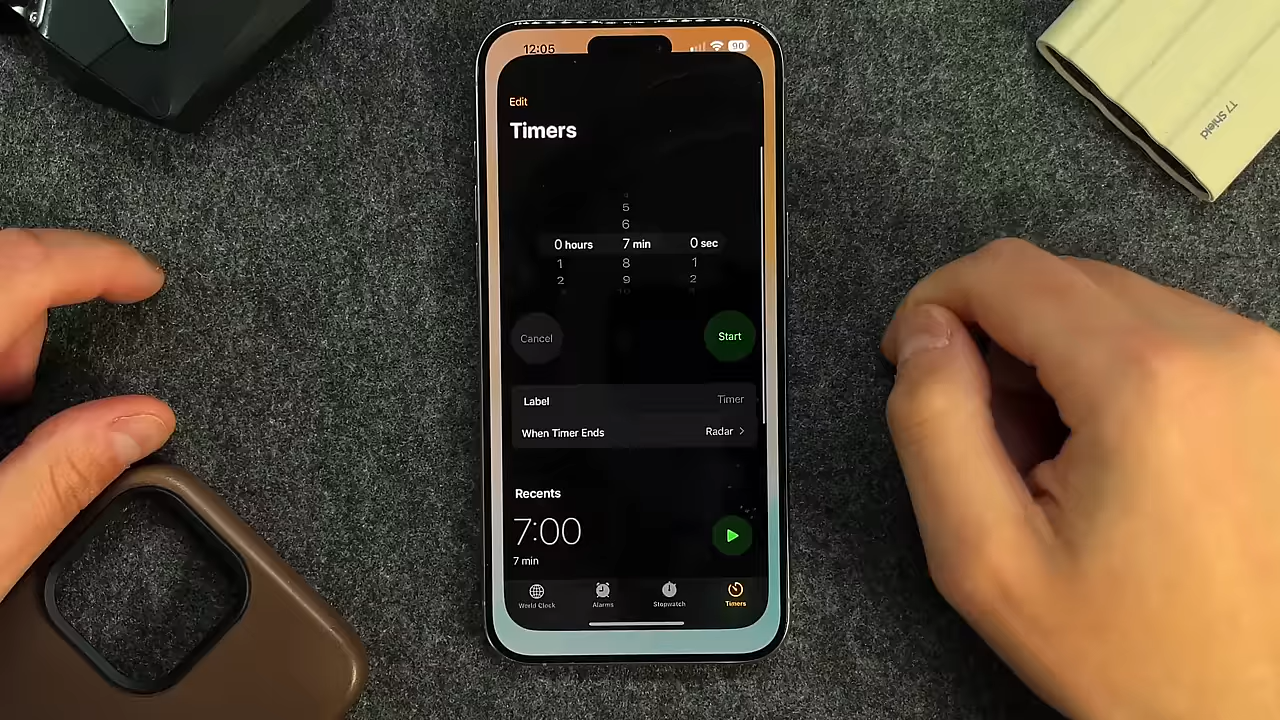 12:05
90
Edit
Timers
5
6
0 hours 7 min 0 sec
1 8 1
2 9 2
10
Cancel
Start
Label Timer
When Timer Ends Radar
Recents
7:00
7 min
World Clock Alarms Stopwatch Timers
T7 Shield